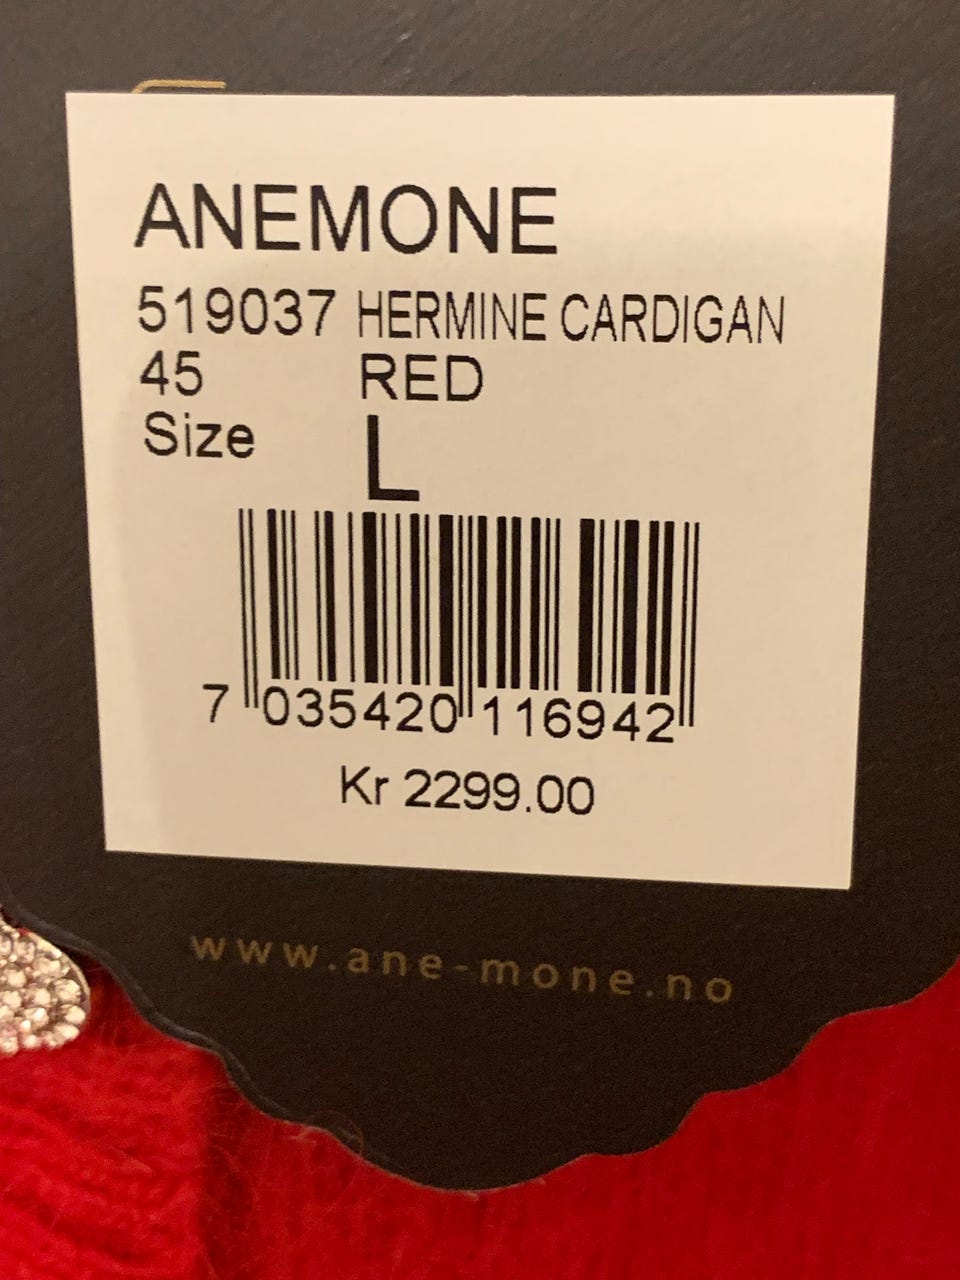 ANEMONE
519037 HERMINE CARDIGAN
45 RED
Size L
7 035420 116942
Kr 2299.00
www.ane-mone.no